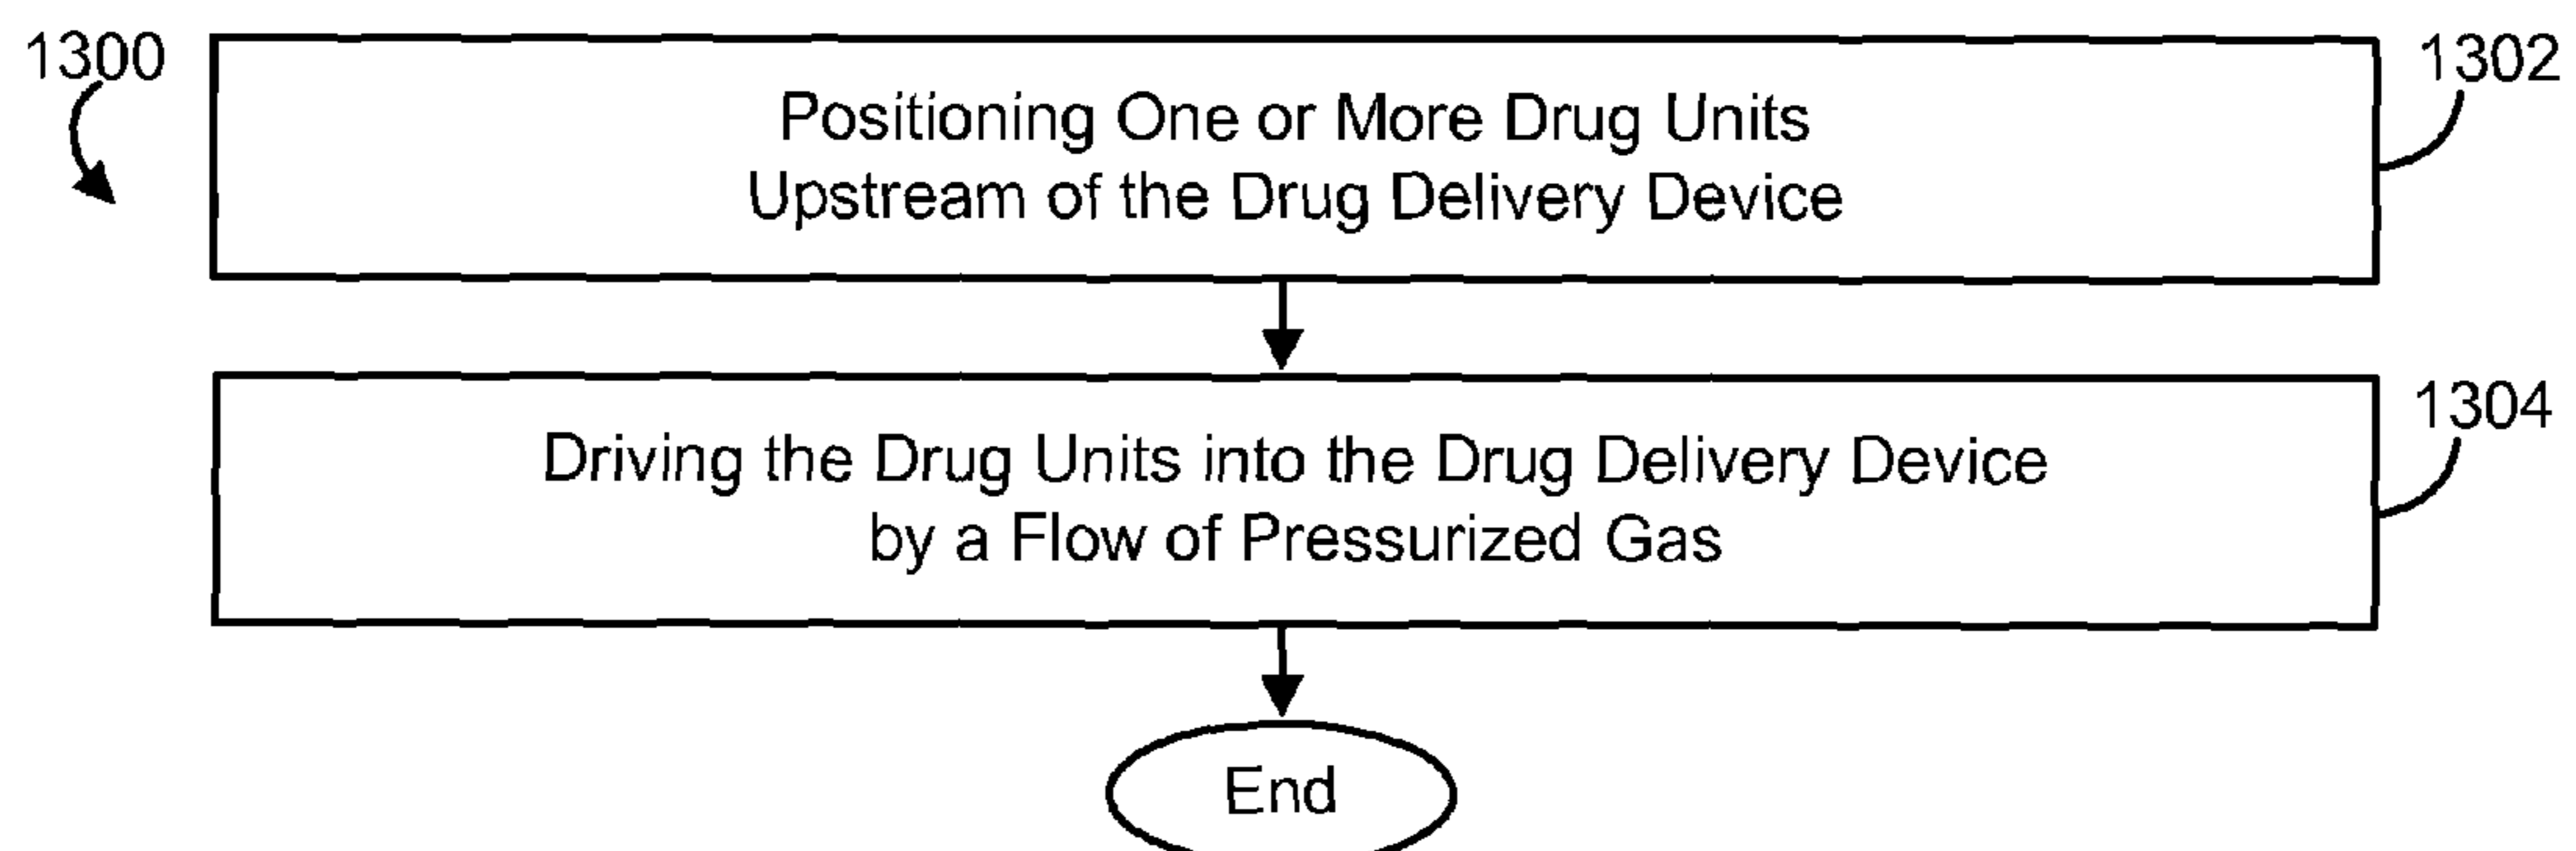 1300
1302
Positioning One or More Drug Units
Upstream of the Drug Delivery Device
1304
Driving the Drug Units into the Drug Delivery Device
by a Flow of Pressurized Gas
End